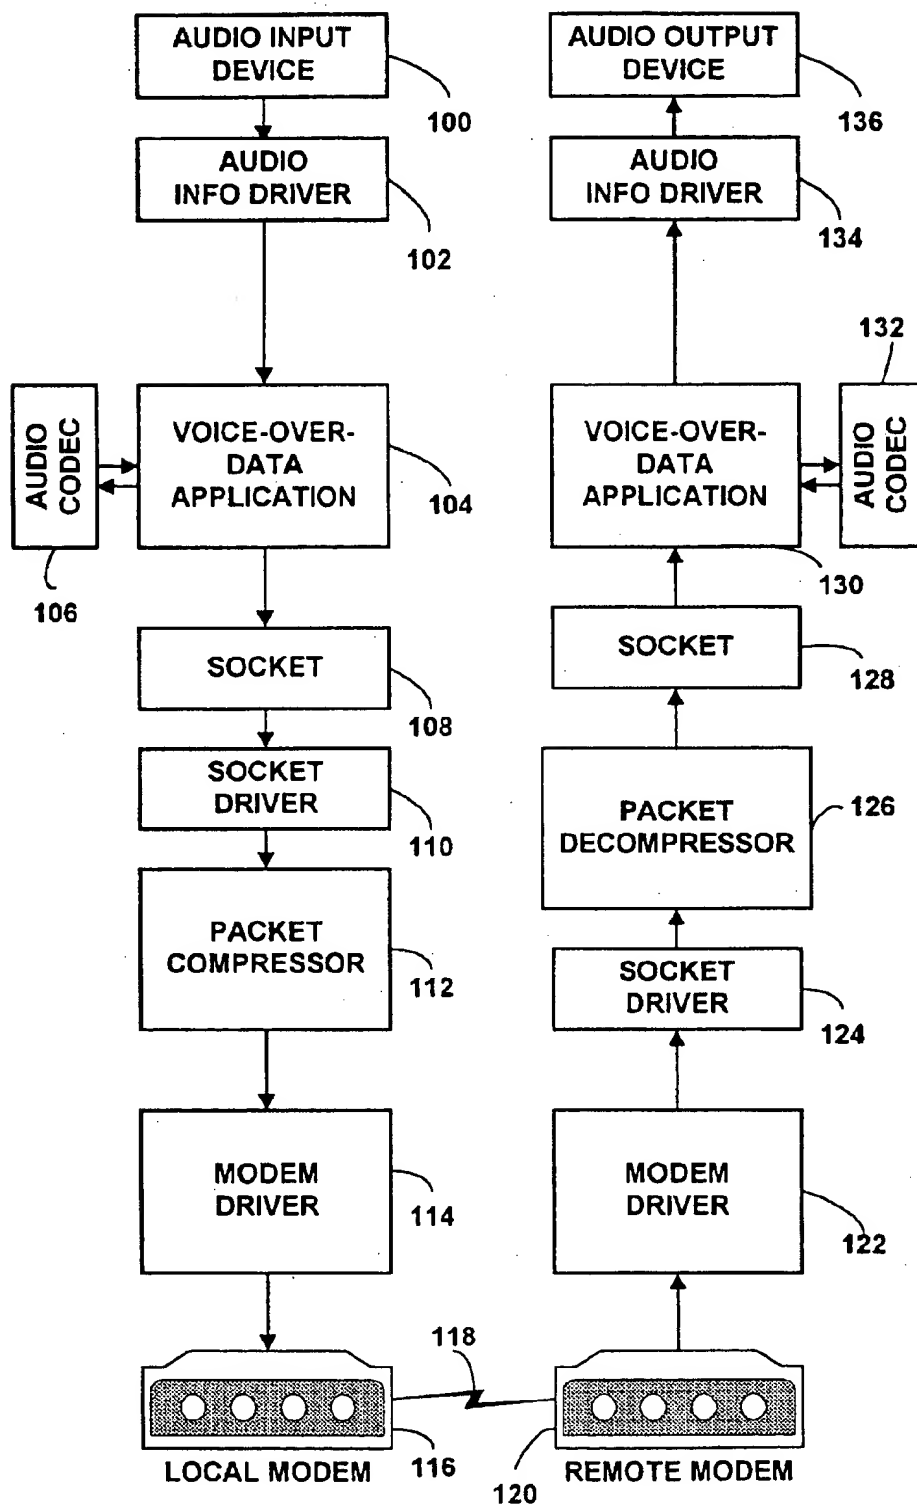 AUDIO INPUT
DEVICE
100
AUDIO
INFO DRIVER
102
AUDIO
CODEC
106
VOICE-OVER-
DATA
APPLICATION
104
SOCKET
108
SOCKET
DRIVER
110
PACKET
COMPRESSOR
112
MODEM
DRIVER
114
116
LOCAL MODEM
118
AUDIO OUTPUT
DEVICE
136
AUDIO
INFO DRIVER
134
132
VOICE-OVER-
DATA
APPLICATION
AUDIO
CODEC
130
SOCKET
128
PACKET
DECOMPRESSOR
126
SOCKET
DRIVER
124
MODEM
DRIVER
122
REMOTE MODEM
120